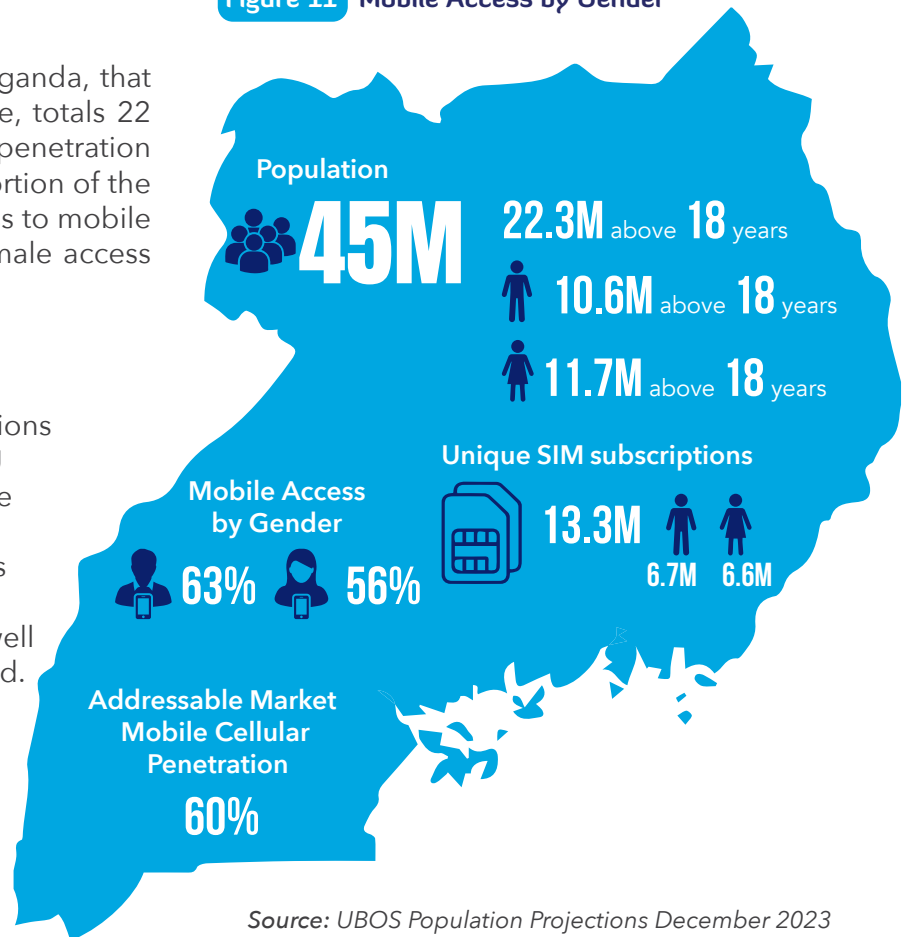 Figure 11 Mobile Access by Gender
ganda, that
e, totals 22
penetration
rtion of the
s to mobile
male access
tions
e
s
vell
d.
Population
45M
22.3M above 18 years
10.6M above 18 years
11.7M above 18 years
Unique SIM subscriptions
13.3M
6.7M 6.6M
Mobile Access
by Gender
63% 56%
Addressable Market
Mobile Cellular
Penetration
60%
Source: UBOS Population Projections December 2023